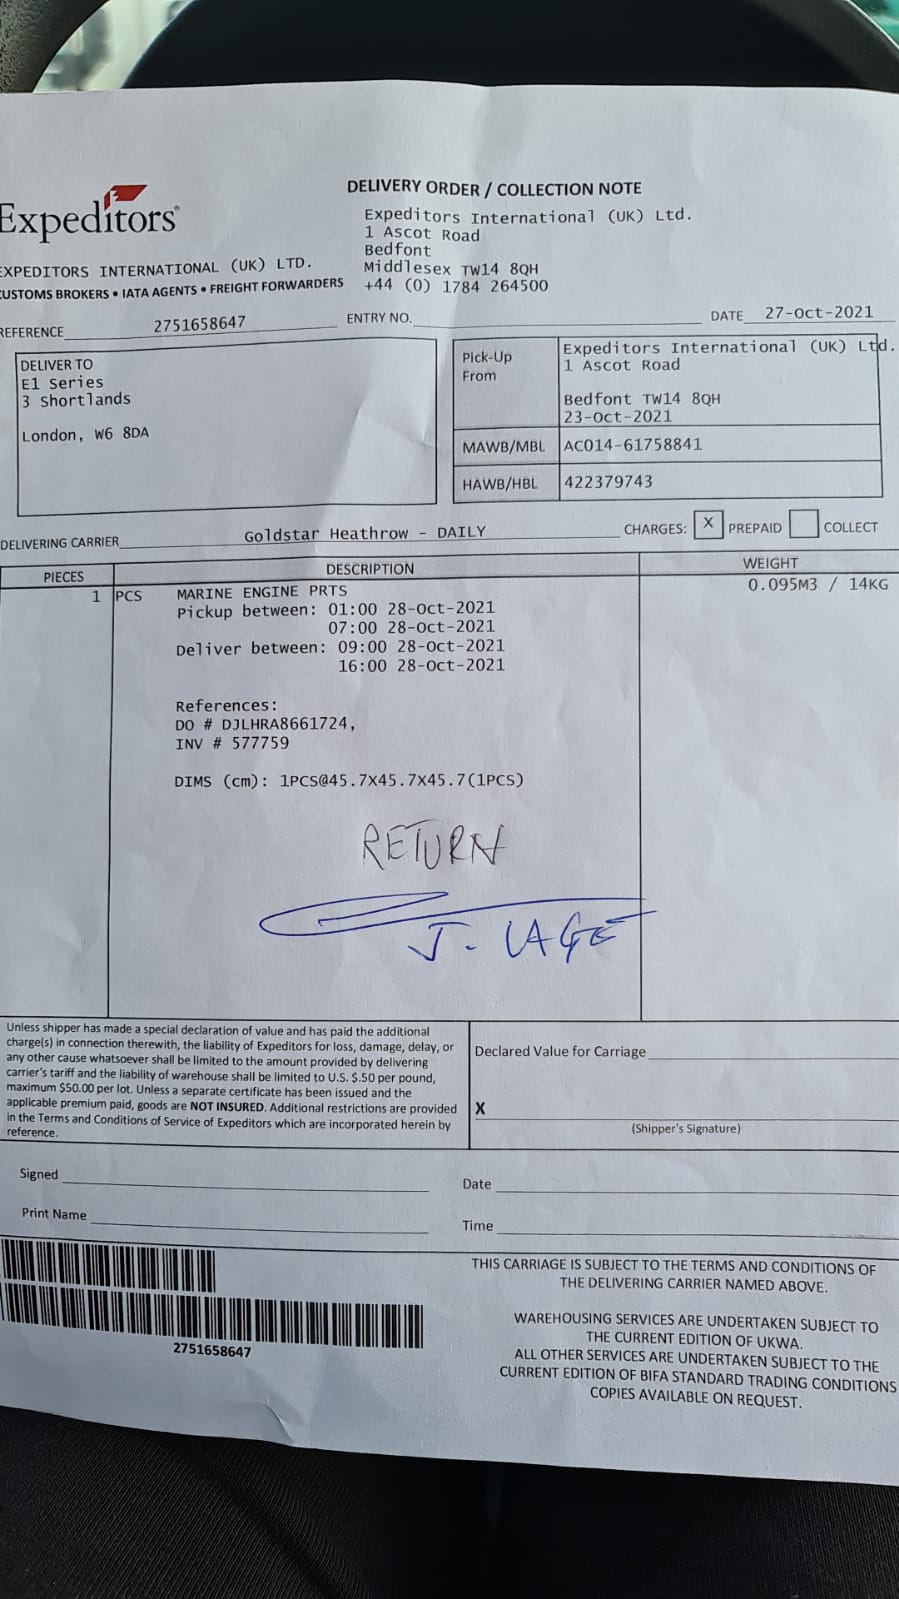 Expeditors
DELIVERY ORDER / COLLECTION NOTE
Expeditors International (UK) Ltd.
1 Ascot Road
Bedfont
Middlesex TW14 8QH
+44 (0) 1784 264500
EXPEDITORS INTERNATIONAL (UK) LTD.
CUSTOMS BROKERS • IATA AGENTS • FREIGHT FORWARDERS
REFERENCE 2751658647
ENTRY NO.
DATE 27-Oct-2021
DELIVER TO
E1 Series
3 Shortlands
London, W6 8DA
Pick-Up
From
Expeditors International (UK) Ltd.
1 Ascot Road
Bedfont TW14 8QH
23-Oct-2021
MAWB/MBL AC014-61758841
HAWB/HBL 422379743
DELIVERING CARRIER Goldstar Heathrow - DAILY
CHARGES: X PREPAID COLLECT
PIECES DESCRIPTION WEIGHT
1 PCS MARINE ENGINE PRTS 0.095M3 / 14KG
Pickup between: 01:00 28-Oct-2021
07:00 28-Oct-2021
Deliver between: 09:00 28-Oct-2021
16:00 28-Oct-2021
References:
DO # DJLHRA8661724,
INV # 577759
DIMS (cm): 1PCS@45.7X45.7X45.7(1PCS)
RETURN
J. LAGE
Unless shipper has made a special declaration of value and has paid the additional
charge(s) in connection therewith, the liability of Expeditors for loss, damage, delay, or
any other cause whatsoever shall be limited to the amount provided by delivering
carrier's tariff and the liability of warehouse shall be limited to U.S. $.50 per pound,
maximum $50.00 per lot. Unless a separate certificate has been issued and the
applicable premium paid, goods are NOT INSURED. Additional restrictions are provided
in the Terms and Conditions of Service of Expeditors which are incorporated herein by
reference.
Declared Value for Carriage
X
(Shipper's Signature)
Signed
Date
Print Name
Time
2751658647
THIS CARRIAGE IS SUBJECT TO THE TERMS AND CONDITIONS OF
THE DELIVERING CARRIER NAMED ABOVE.
WAREHOUSING SERVICES ARE UNDERTAKEN SUBJECT TO
THE CURRENT EDITION OF UKWA.
ALL OTHER SERVICES ARE UNDERTAKEN SUBJECT TO THE
CURRENT EDITION OF BIFA STANDARD TRADING CONDITIONS
COPIES AVAILABLE ON REQUEST.